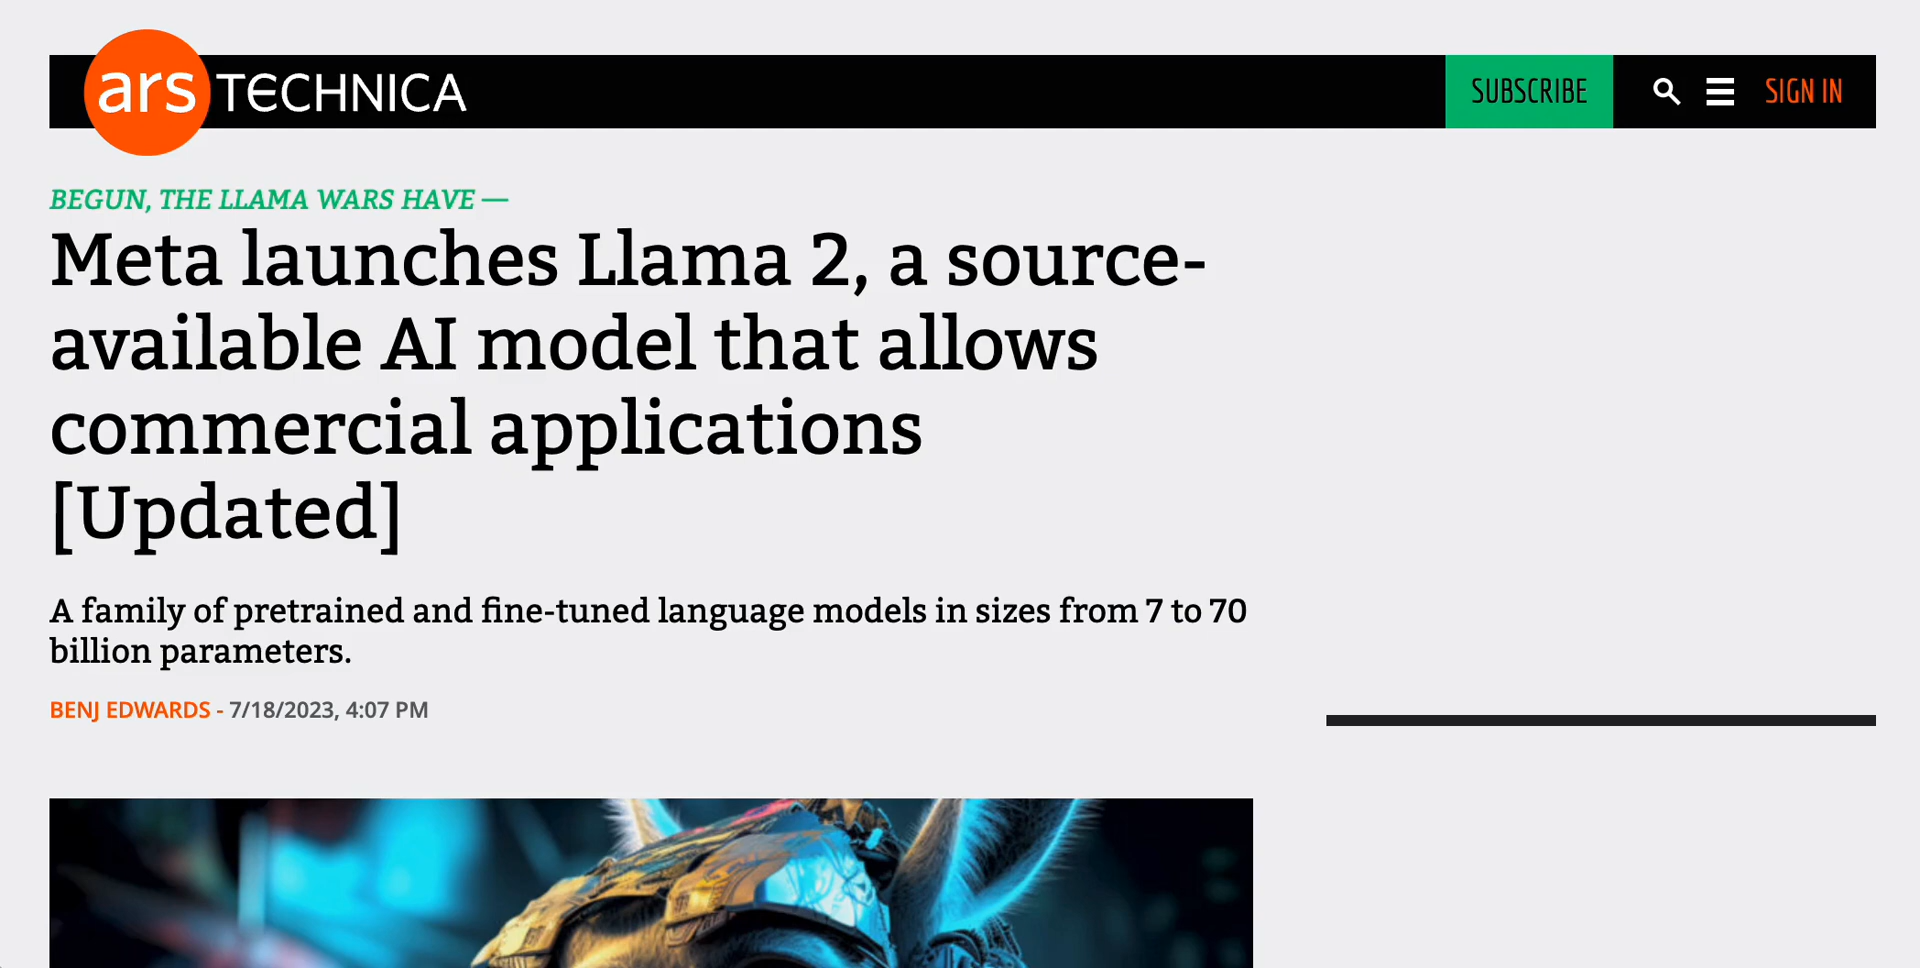 ars TECHNICA
SUBSCRIBE
SIGN IN
BEGUN, THE LLAMA WARS HAVE —
Meta launches Llama 2, a source-
available AI model that allows
commercial applications
[Updated]
A family of pretrained and fine-tuned language models in sizes from 7 to 70
billion parameters.
BENJ EDWARDS - 7/18/2023, 4:07 PM